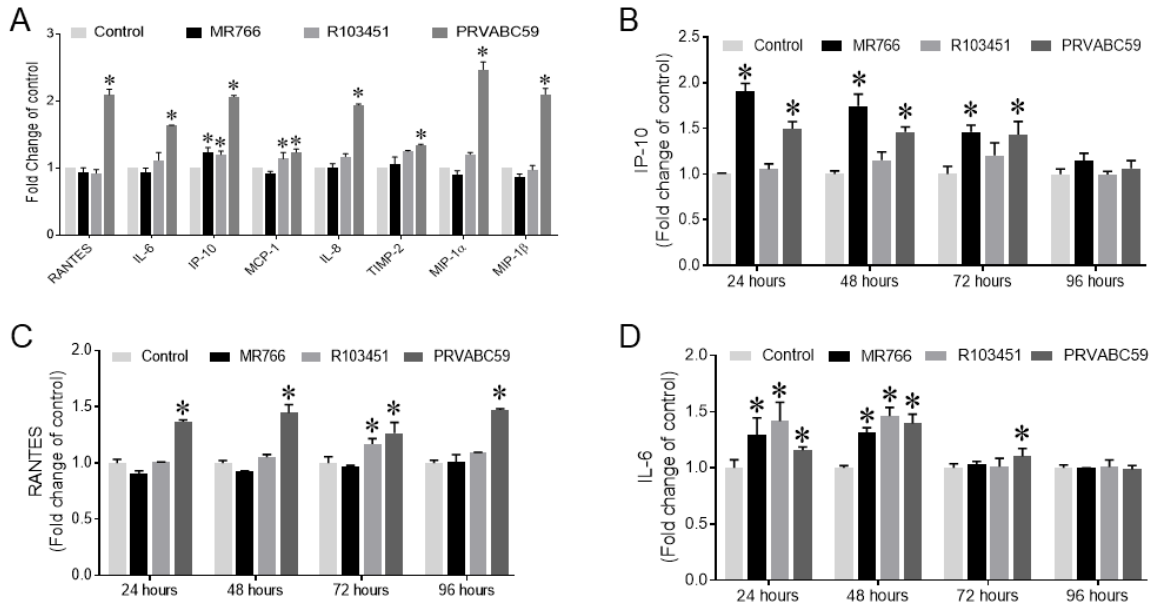 A
Control MR766 R103451 PRVABC59
Fold Change of control
3
2
1
0
* * * * * * * * * * *
RANTES IL-6 IP-10 MCP-1 IL-8 TIMP-2 MIP-1α MIP-1β
B
Control MR766 R103451 PRVABC59
IP-10
(Fold change of control)
2.5
2.0
1.5
1.0
0.5
0.0
* * * * * *
24 hours 48 hours 72 hours 96 hours
C
Control MR766 R103451 PRVABC59
RANTES
(Fold change of control)
2.0
1.5
1.0
0.5
0.0
* * * * *
24 hours 48 hours 72 hours 96 hours
D
Control MR766 R103451 PRVABC59
IL-6
(Fold change of control)
2.0
1.5
1.0
0.5
0.0
* * * * * * *
24 hours 48 hours 72 hours 96 hours